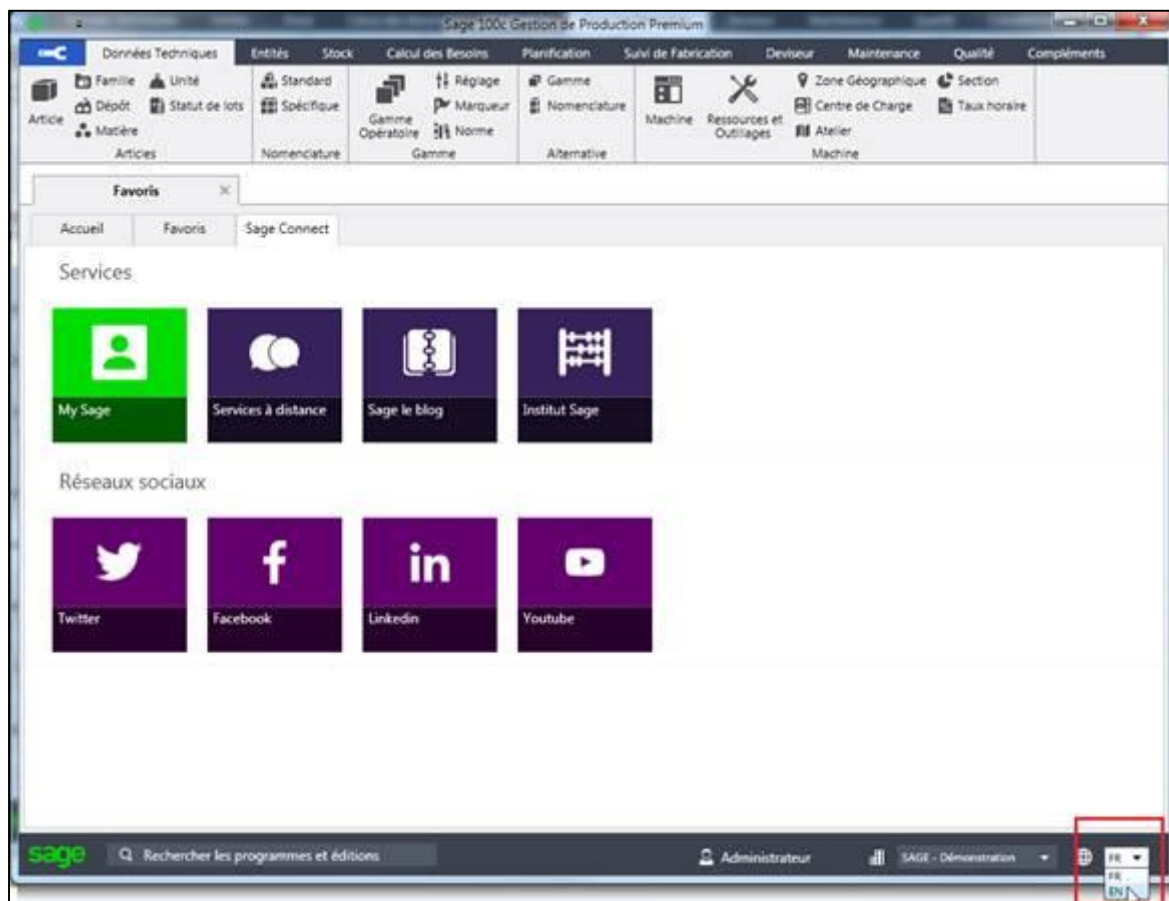 Sage 100c Gestion de Production Premium
Données Techniques Entités Stock Calcul des Besoins Planification Suivi de Fabrication Deviseur Maintenance Qualité Compléments
Article
Famille Unité
Dépôt Statut de lots
Matière
Articles
Standard
Spécifique
Nomenclature
Gamme Opératoire
Réglage
Marqueur
Norme
Gamme
Gamme
Nomenclature
Alternative
Machine
Ressources et Outillages
Zone Géographique Section
Centre de Charge Taux horaire
Atelier
Machine
Favoris
Accueil Favoris Sage Connect
Services
My Sage Services à distance Sage le blog Institut Sage
Réseaux sociaux
Twitter Facebook Linkedin Youtube
sage Rechercher les programmes et éditions Administrateur SAGE - Démonstration FR
FR
EN